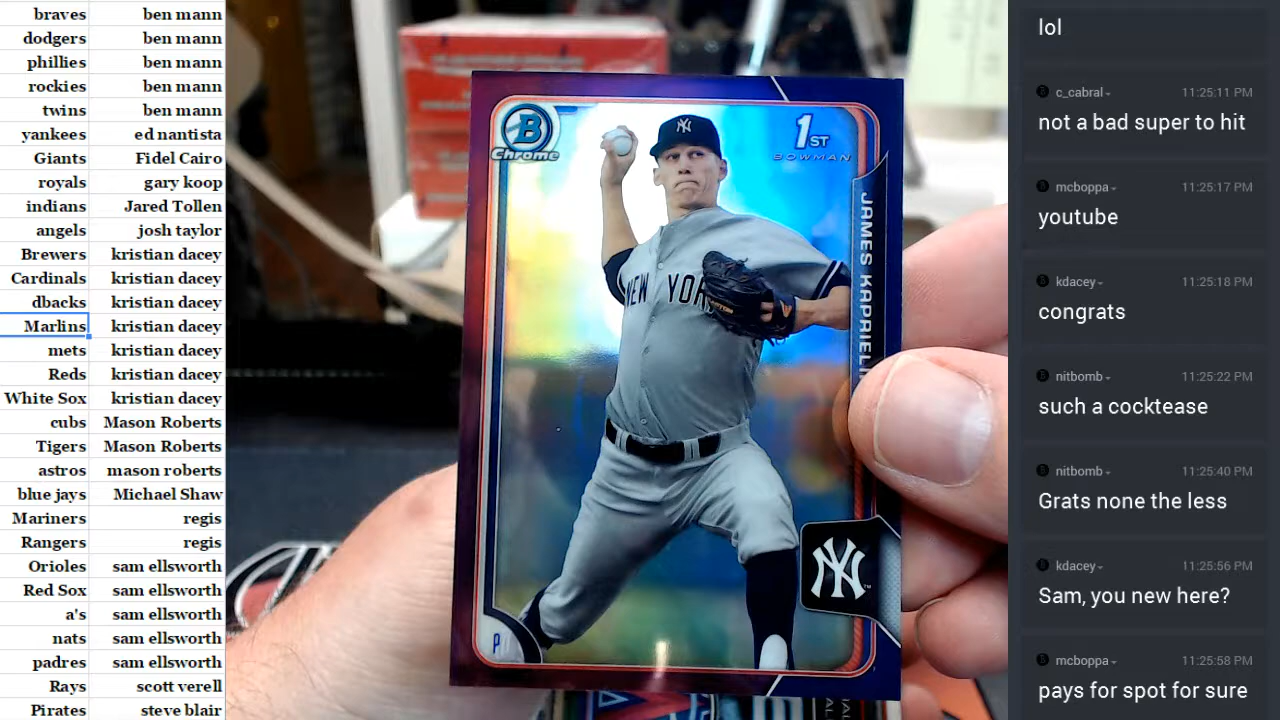 braves ben mann
dodgers ben mann
phillies ben mann
rockies ben mann
twins ben mann
yankees ed nantista
Giants Fidel Cairo
royals gary koop
indians Jared Tollen
angels josh taylor
Brewers kristian dacey
Cardinals kristian dacey
dbacks kristian dacey
Marlins kristian dacey
mets kristian dacey
Reds kristian dacey
White Sox kristian dacey
cubs Mason Roberts
Tigers Mason Roberts
astros mason roberts
blue jays Michael Shaw
Mariners regis
Rangers regis
Orioles sam ellsworth
Red Sox sam ellsworth
a's sam ellsworth
nats sam ellsworth
padres sam ellsworth
Rays scott verell
Pirates steve blair
B
Chrome
1ST
BOWMAN
NY
NEW YOR
JAMES
NY
P
lol
c_cabral 11:25:11 PM
not a bad super to hit
mcboppa 11:25:17 PM
youtube
kdacey 11:25:18 PM
congrats
nitbomb 11:25:22 PM
such a cocktease
nitbomb 11:25:40 PM
Grats none the less
kdacey 11:25:56 PM
Sam, you new here?
mcboppa 11:25:58 PM
pays for spot for sure